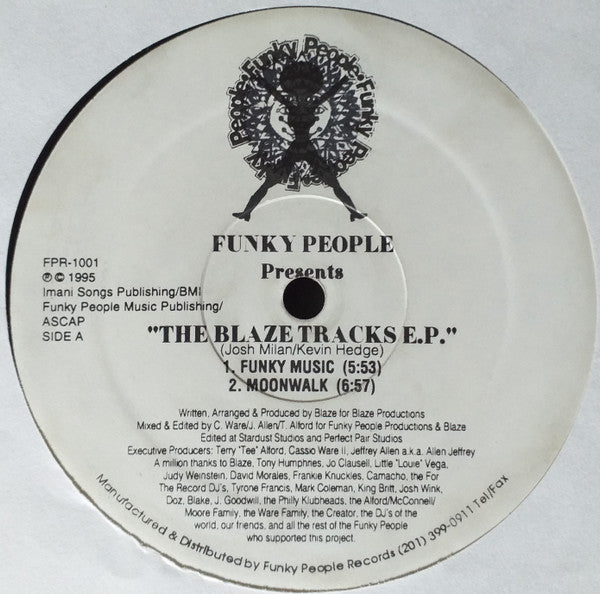 People·Funky People·Funky People·Funky
FUNKY PEOPLE
Presents
FPR-1001
℗ © 1995
Imani Songs Publishing/BMI
Funky People Music Publishing/
ASCAP
SIDE A
"THE BLAZE TRACKS E.P."
(Josh Milan/Kevin Hedge)
1. FUNKY MUSIC (5:53)
2. MOONWALK (6:57)
Written, Arranged & Produced by Blaze for Blaze Productions
Mixed & Edited by C. Ware/J. Allen/T. Alford for Funky People Productions & Blaze
Edited at Stardust Studios and Perfect Pair Studios
Executive Producers: Terry "Tee" Alford, Casso Ware II, Jeffrey Allen a.k.a. Allen Jeffrey
A million thanks to Blaze, Tony Humphries, Jo Clausell, Little "Louie" Vega,
Judy Weinstein, David Morales, Frankie Knuckles, Camacho, the For
The Record DJ's, Tyrone Francis, Mark Coleman, King Britt, Josh Wink,
Doz, Blake, J. Goodwill, the Philly Klubheads, the Alford/McConnell/
Moore Family, the Ware Family, the Creator, the DJ's of the
world, our friends, and all the rest of the Funky People
who supported this project.
Manufactured & Distributed by Funky People Records (201) 399-0911 Tel/Fax